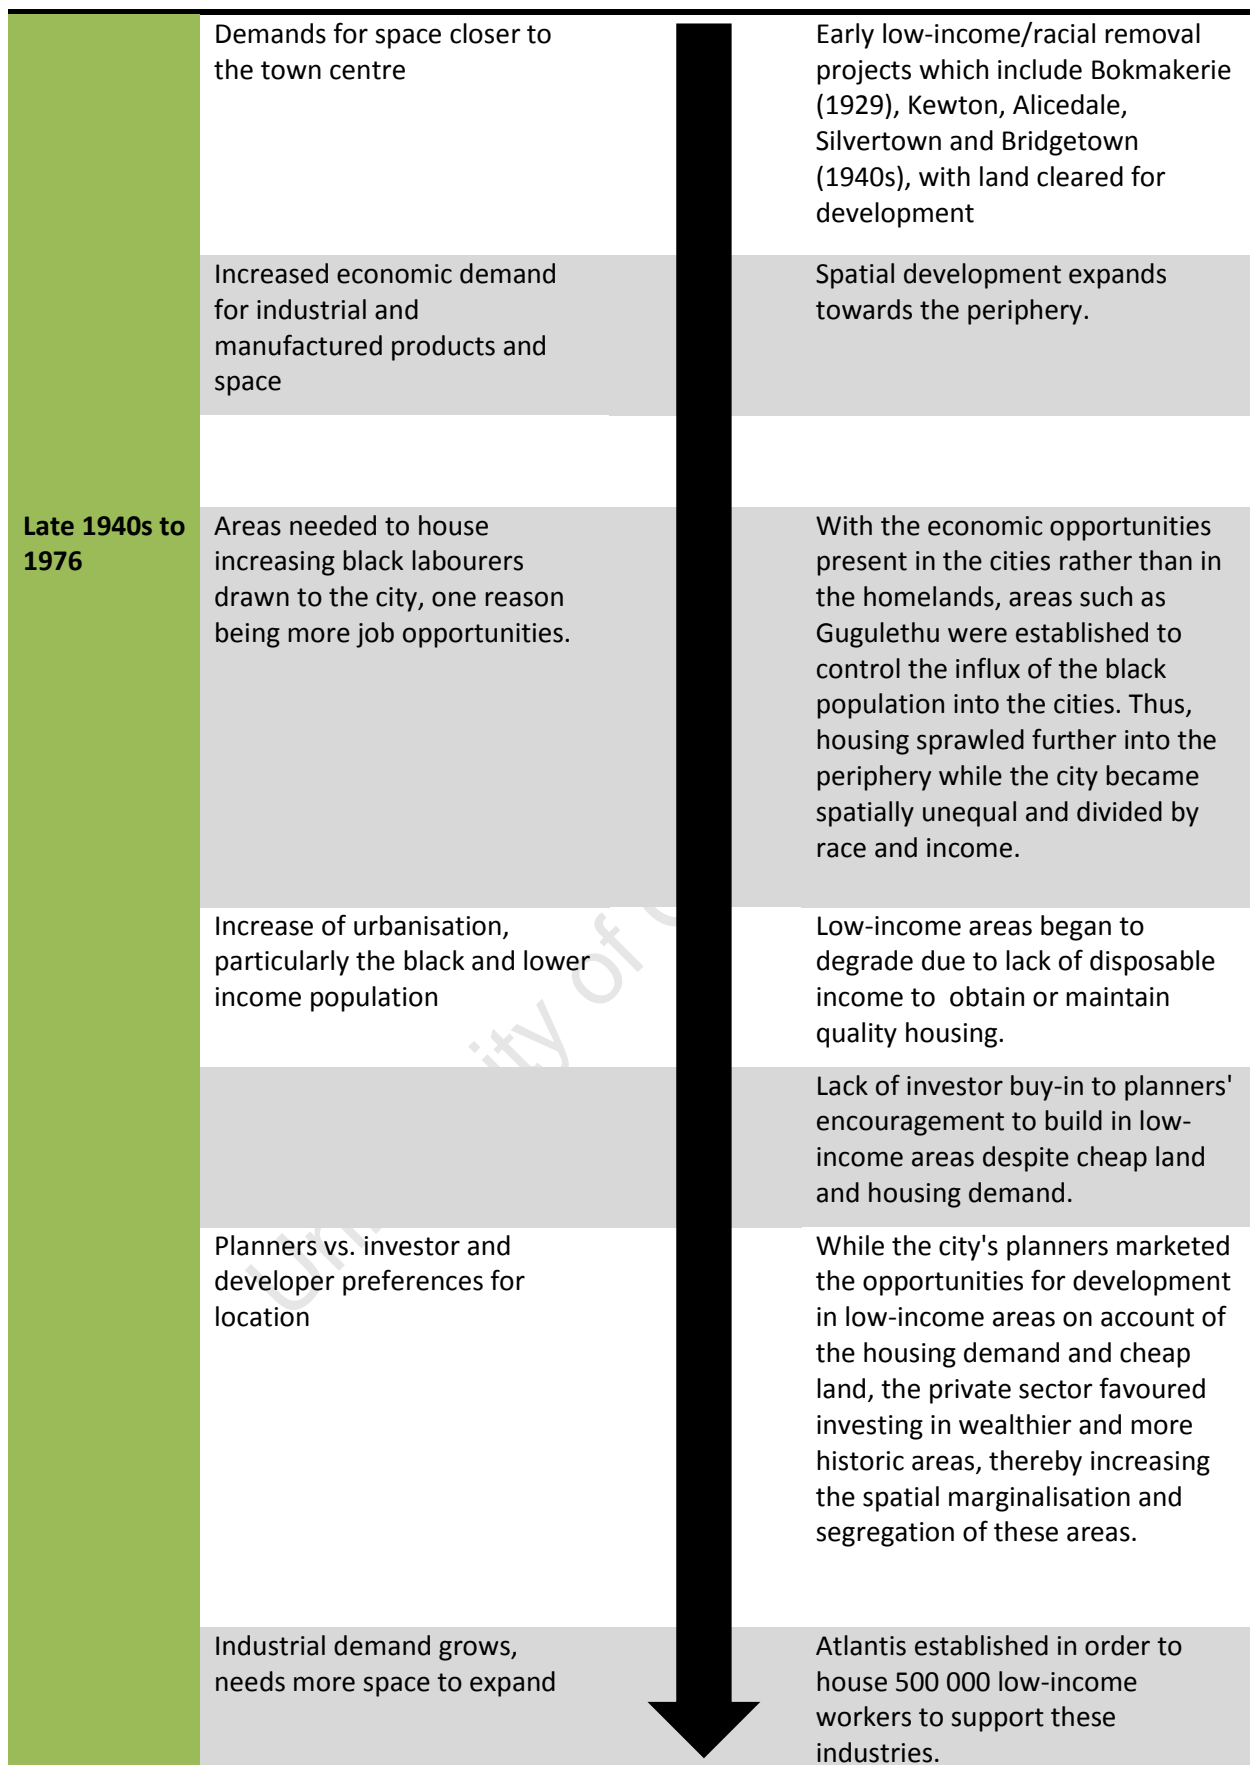 Demands for space closer to
the town centre
Early low-income/racial removal
projects which include Bokmakerie
(1929), Kewton, Alicedale,
Silvertown and Bridgetown
(1940s), with land cleared for
development
Increased economic demand
for industrial and
manufactured products and
space
Spatial development expands
towards the periphery.
Late 1940s to
1976
Areas needed to house
increasing black labourers
drawn to the city, one reason
being more job opportunities.
With the economic opportunities
present in the cities rather than in
the homelands, areas such as
Gugulethu were established to
control the influx of the black
population into the cities. Thus,
housing sprawled further into the
periphery while the city became
spatially unequal and divided by
race and income.
Increase of urbanisation,
particularly the black and lower
income population
Low-income areas began to
degrade due to lack of disposable
income to  obtain or maintain
quality housing.
Lack of investor buy-in to planners'
encouragement to build in low-
income areas despite cheap land
and housing demand.
Planners vs. investor and
developer preferences for
location
While the city's planners marketed
the opportunities for development
in low-income areas on account of
the housing demand and cheap
land, the private sector favoured
investing in wealthier and more
historic areas, thereby increasing
the spatial marginalisation and
segregation of these areas.
Industrial demand grows,
needs more space to expand
Atlantis established in order to
house 500 000 low-income
workers to support these
industries.